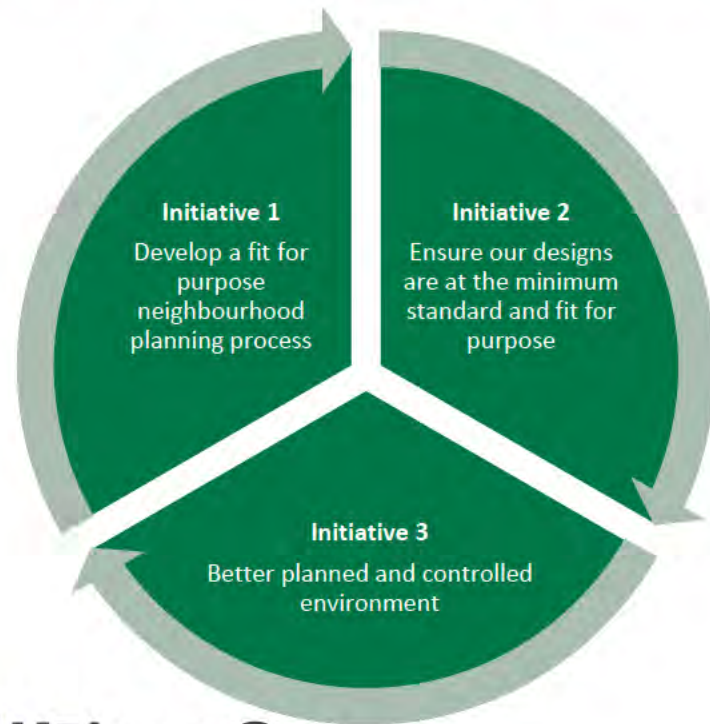 Initiative 1
Develop a fit for
purpose
neighbourhood
planning process
Initiative 2
Ensure our designs
are at the minimum
standard and fit for
purpose
Initiative 3
Better planned and controlled
environment